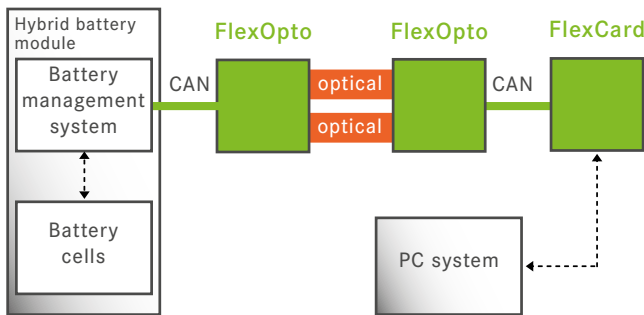 Hybrid battery
module
Battery
management
system
Battery
cells
CAN
FlexOpto
optical
optical
FlexOpto
CAN
FlexCard
PC system